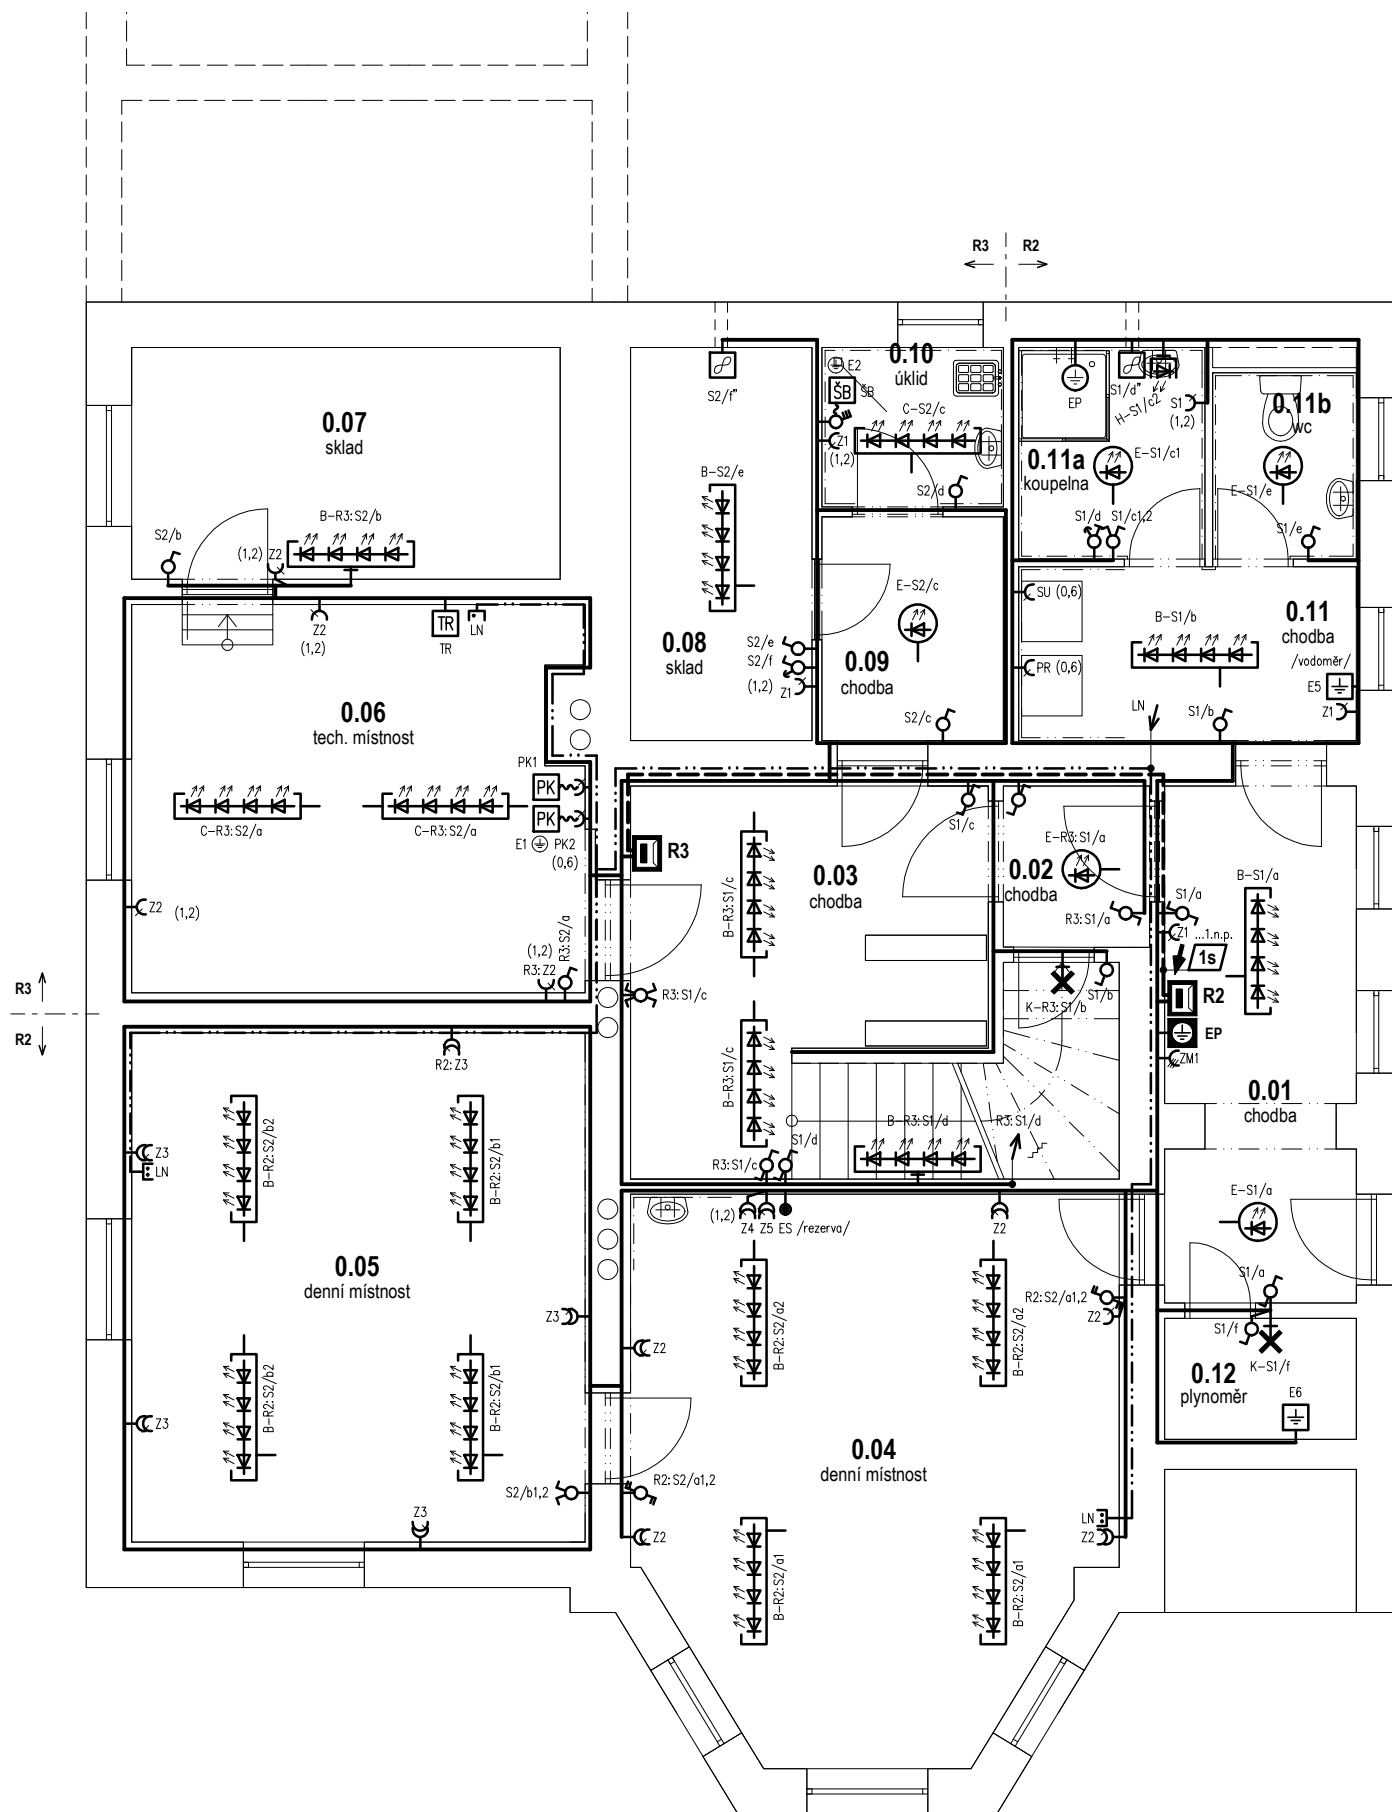 R3
R2
0.10
úklid
E2
ŠB
ŠB
C-S2/c
Z1
(1,2)
S2/d
S2/f"
B-S2/e
0.07
sklad
S2/b
(1,2)
Z2
B-R3:S2/b
EP
S1/d"
H-S1/c2
S1
(1,2)
0.11b
wc
0.11a
koupelna
E-S1/c1
E-S1/e
S1/d
S1/c1,2
S1/e
Z2
(1,2)
TR
TR
LN
E-S2/c
SU (0,6)
B-S1/b
0.11
chodba
/vodoměr/
0.08
sklad
S2/e
S2/f
(1,2)
Z1
0.09
chodba
PR (0,6)
E5
Z1
LN
S1/b
S2/c
0.06
tech. místnost
PK1
PK
PK
E1
PK2
(0,6)
C-R3:S2/a
C-R3:S2/a
R3
S1/c
E-R3:S1/a
0.03
chodba
0.02
chodba
B-R3:S1/c
B-S1/a
Z2
(1,2)
R3:S1/a
S1/a
Z1
...1.n.p.
1s
(1,2)
R3:Z2
R3:S2/a
R3:S1/c
S1/b
K-R3:S1/b
R2
EP
ZM1
R3
R2
R2:Z3
B-R3:S1/c
0.01
chodba
B-R2:S2/b2
B-R2:S2/b1
Z3
LN
S1/d
R3:S1/c
B-R3:S1/d
R3:S1/d
E-S1/a
(1,2)
Z4
Z5
ES /rezerva/
Z2
0.05
denní místnost
S1/a
R2:S2/a1,2
Z2
Z3
B-R2:S2/a2
B-R2:S2/a2
S1/f
K-S1/f
Z2
0.12
plynoměr
E6
B-R2:S2/b2
B-R2:S2/b1
Z3
0.04
denní místnost
S2/b1,2
R2:S2/a1,2
Z3
Z2
LN
Z2
B-R2:S2/a1
B-R2:S2/a1